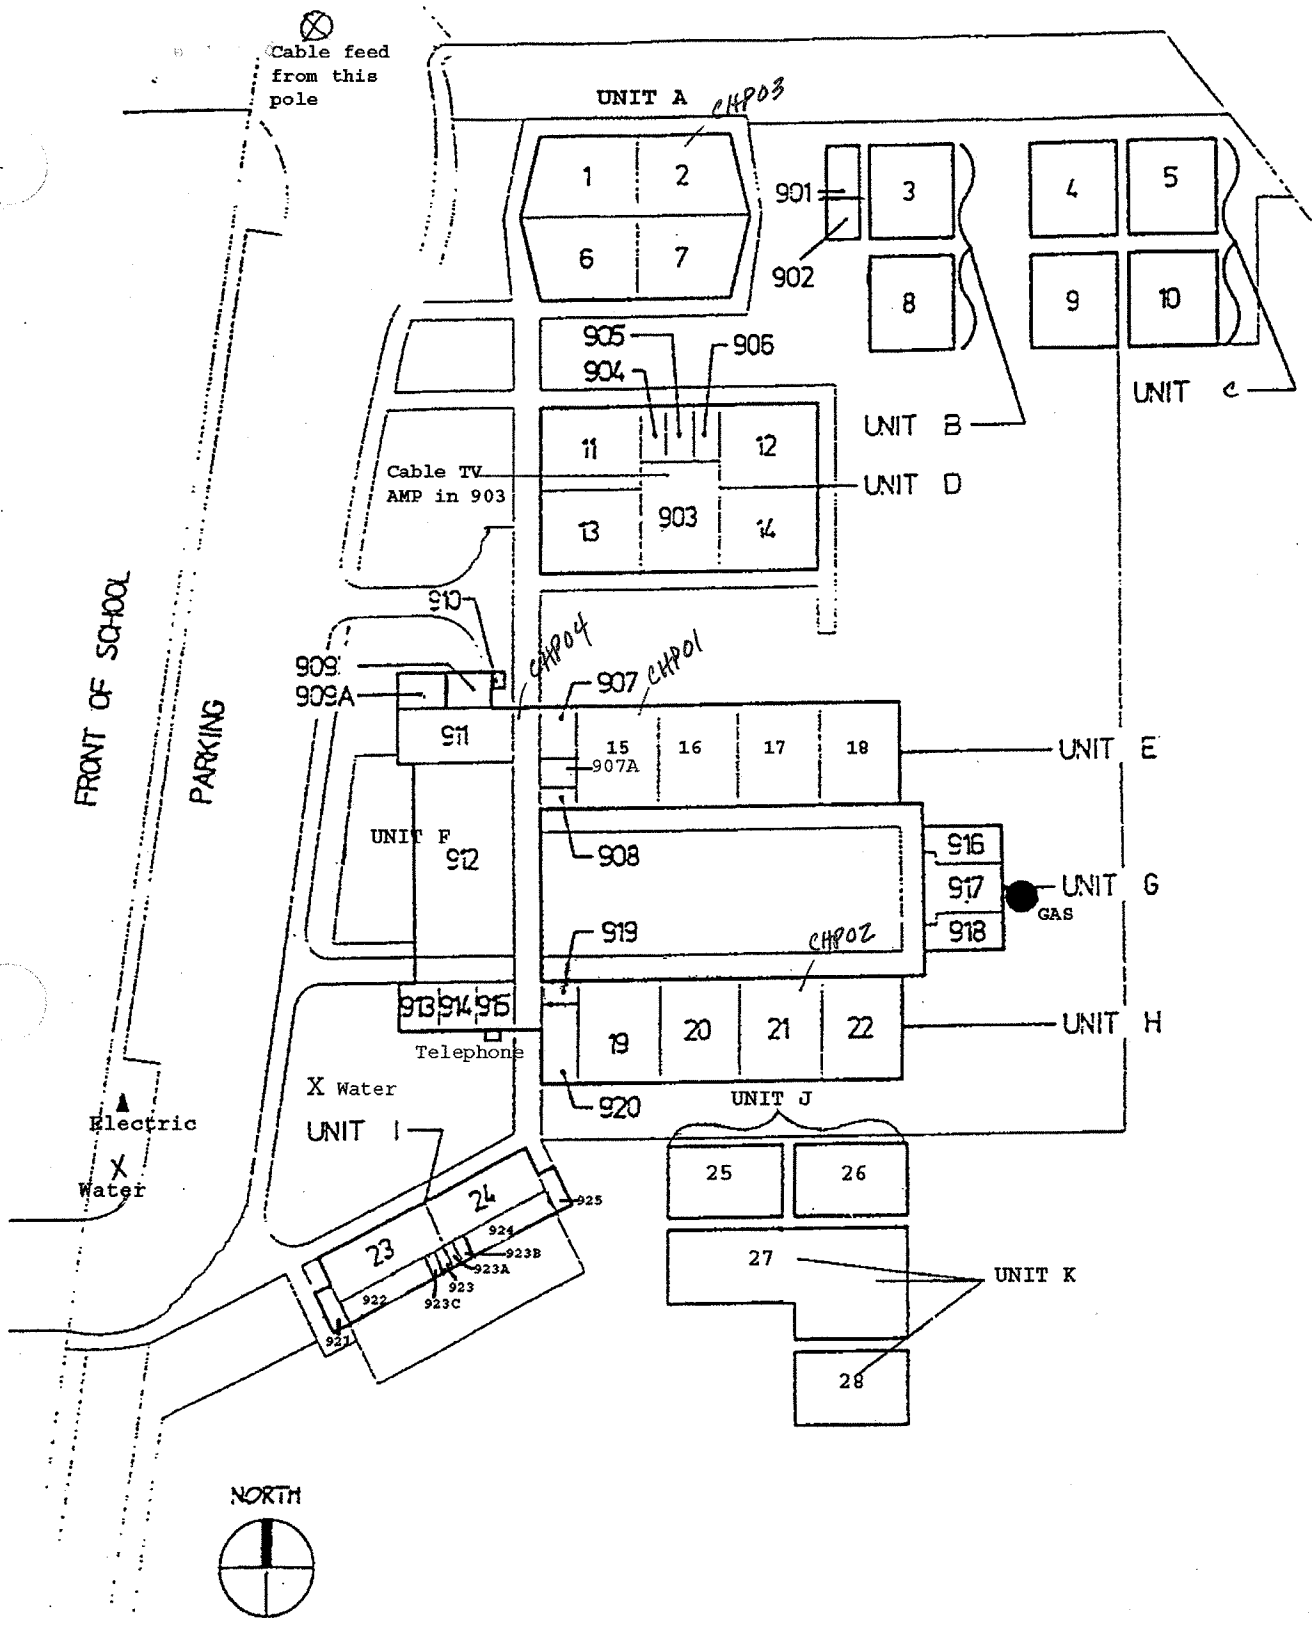 Cable feed
from this
pole
UNIT A
CHP03
1
2
6
7
901
902
3
8
4
5
9
10
UNIT B
UNIT C
905
904
906
11
12
Cable TV
AMP in 903
903
13
14
UNIT D
FRONT OF SCHOOL
PARKING
910
909
909A
911
CHP04
907
CHP01
15
16
17
18
907A
UNIT E
UNIT F
912
908
916
917
918
UNIT G
GAS
919
CHP02
913
914
915
Telephone
19
20
21
22
UNIT H
920
X Water
UNIT I
Electric
X
Water
UNIT J
25
26
27
28
UNIT K
23
24
925
924
923B
923A
923
923C
922
921
NORTH